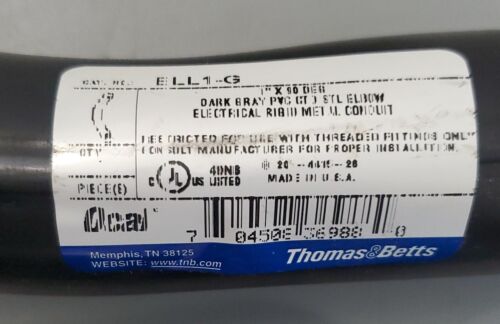 CAT. NO. ELL1-G
1" X 90 DEG
DARK GRAY PVC CTD STL ELBOW
ELECTRICAL RIGID METAL CONDUIT
QTY
RESTRICTED FOR USE WITH THREADED FITTINGS ONLY
CONSULT MANUFACTURER FOR PROPER INSTALLATION.
PIECE(S)
C UL US LISTED
MADE IN U.S.A.
Ocal
Memphis, TN 38125
WEBSITE: www.tnb.com
Thomas&Betts